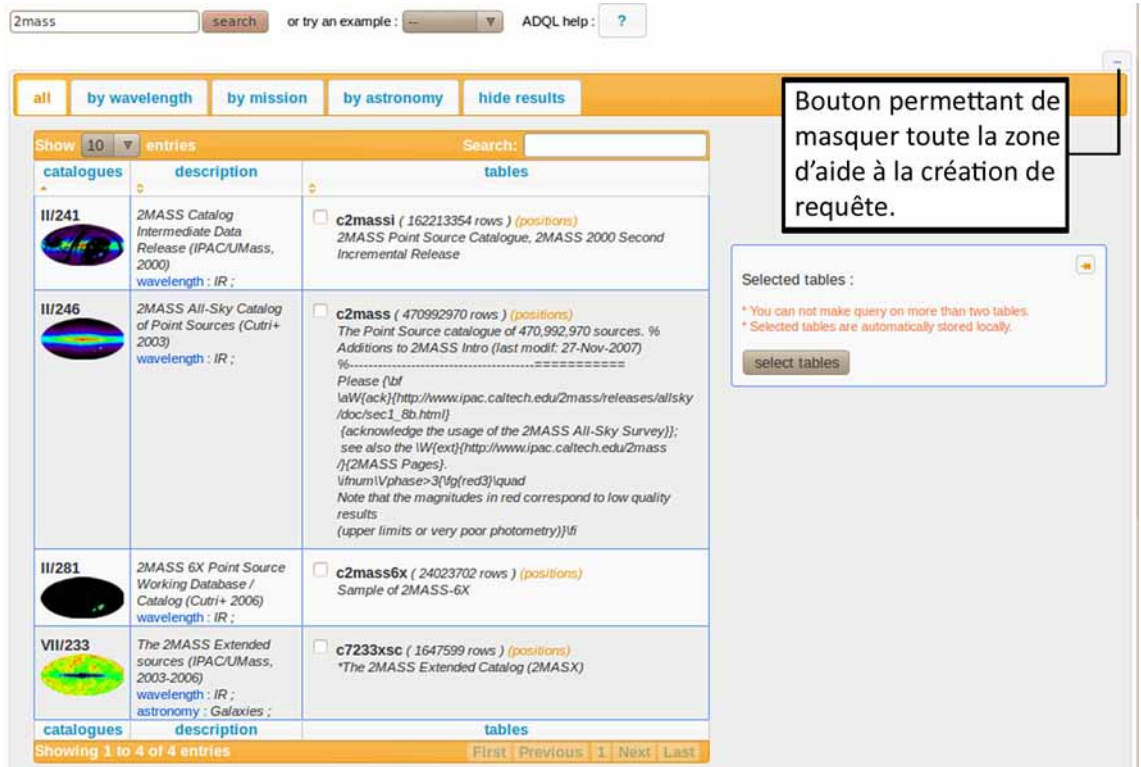 2mass search or try an example : -- ADQL help : ?
–
all by wavelength by mission by astronomy hide results
Bouton permettant de
masquer toute la zone
d'aide à la création de
requête.
Show 10 entries Search:
catalogues description tables
II/241
2MASS Catalog
Intermediate Data
Release (IPAC/UMass,
2000)
wavelength : IR ;
c2massi ( 162213354 rows ) (positions)
2MASS Point Source Catalogue, 2MASS 2000 Second
Incremental Release
II/246
2MASS All-Sky Catalog
of Point Sources (Cutri+
2003)
wavelength : IR ;
c2mass ( 470992970 rows ) (positions)
The Point Source catalogue of 470,992,970 sources. %
Additions to 2MASS Intro (last modif: 27-Nov-2007)
%---------------------------------------===========
Please {\bf
\aW{ack}{http://www.ipac.caltech.edu/2mass/releases/allsky
/doc/sec1_8b.html}
{acknowledge the usage of the 2MASS All-Sky Survey}};
see also the \W{ext}{http://www.ipac.caltech.edu/2mass
/}{2MASS Pages}.
\ifnum\Vphase>3{\fg{red3}\quad
Note that the magnitudes in red correspond to low quality
results
(upper limits or very poor photometry)}\fi
II/281
2MASS 6X Point Source
Working Database /
Catalog (Cutri+ 2006)
wavelength : IR ;
c2mass6x ( 24023702 rows ) (positions)
Sample of 2MASS-6X
VII/233
The 2MASS Extended
sources (IPAC/UMass,
2003-2006)
wavelength : IR ;
astronomy : Galaxies ;
c7233xsc ( 1647599 rows ) (positions)
*The 2MASS Extended Catalog (2MASX)
catalogues description tables
Showing 1 to 4 of 4 entries First Previous 1 Next Last
Selected tables :
* You can not make query on more than two tables.
* Selected tables are automatically stored locally.
select tables